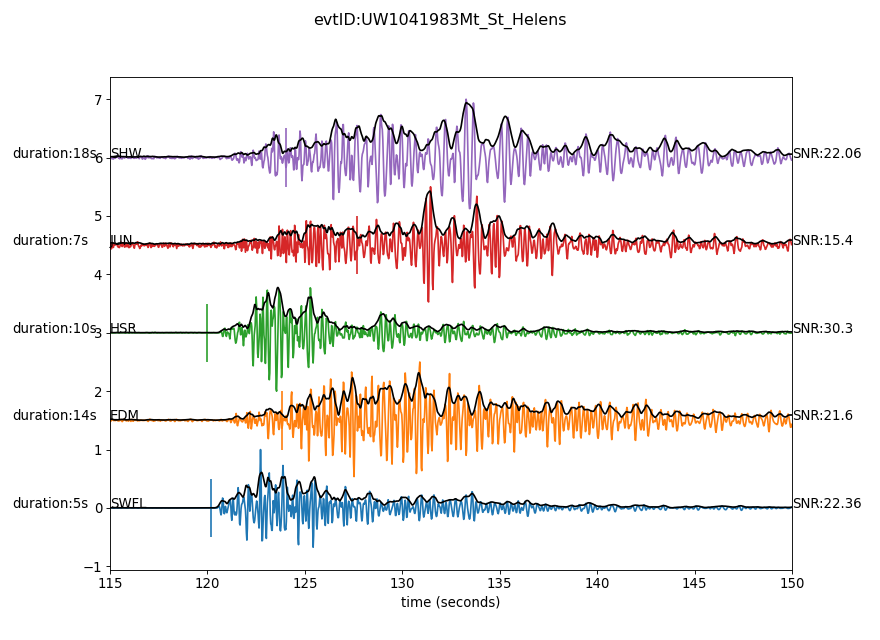 evtID:UW1041983Mt_St_Helens
7
duration:18s 6 SHW SNR:22.06
5
duration:7s JUN SNR:15.4
4
duration:10s 3 HSR SNR:30.3
2
duration:14s EDM SNR:21.6
1
duration:5s 0 SWFL SNR:22.36
−1
115 120 125 130 135 140 145 150
time (seconds)